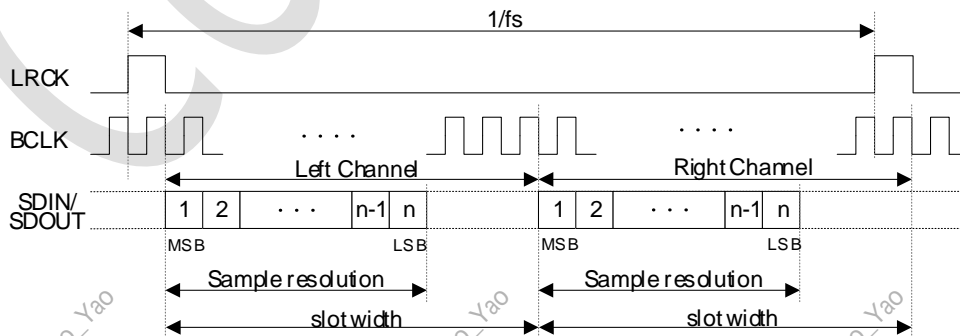 1/fs
LRCK
BCLK
. . . .
. . . .
Left Channel
Right Channel
SDIN/
SDOUT
1 2 . . . n-1 n
1 2 . . . n-1 n
MSB LSB
MSB LSB
Sample resolution
Sample resolution
slot width
slot width